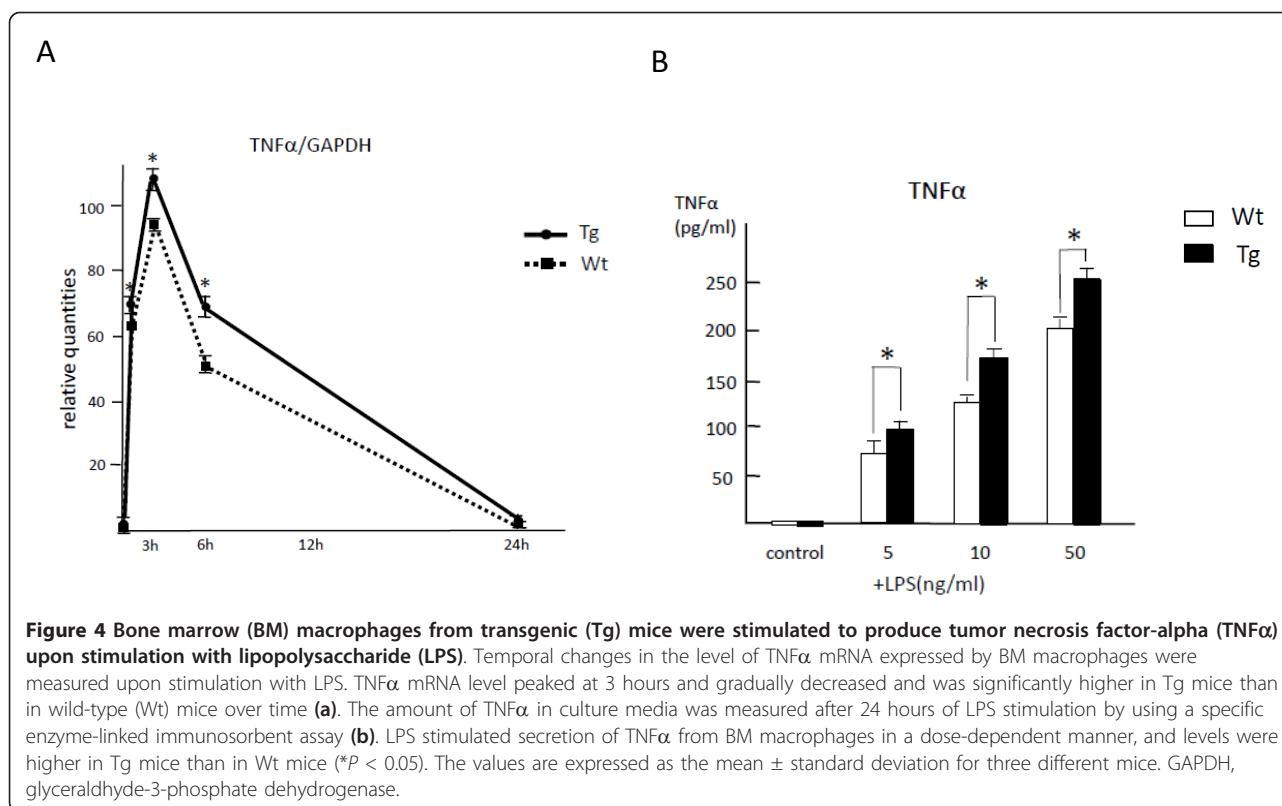 A
B
TNFα/GAPDH
relative quantities
100
80
60
40
20
*
*
*
Tg
Wt
3h
6h
12h
24h
TNFα
TNFα
(pg/ml)
250
200
150
100
50
*
*
*
Wt
Tg
control
5
10
50
+LPS(ng/ml)
Figure 4 Bone marrow (BM) macrophages from transgenic (Tg) mice were stimulated to produce tumor necrosis factor-alpha (TNFα)
upon stimulation with lipopolysaccharide (LPS). Temporal changes in the level of TNFα mRNA expressed by BM macrophages were
measured upon stimulation with LPS. TNFα mRNA level peaked at 3 hours and gradually decreased and was significantly higher in Tg mice than
in wild-type (Wt) mice over time (a). The amount of TNFα in culture media was measured after 24 hours of LPS stimulation by using a specific
enzyme-linked immunosorbent assay (b). LPS stimulated secretion of TNFα from BM macrophages in a dose-dependent manner, and levels were
higher in Tg mice than in Wt mice (*P < 0.05). The values are expressed as the mean ± standard deviation for three different mice. GAPDH,
glyceraldhyde-3-phosphate dehydrogenase.